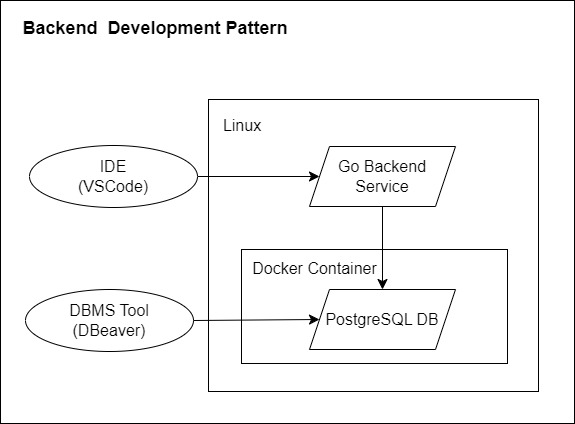 Backend  Development Pattern
Linux
IDE
(VSCode)
Go Backend
Service
Docker Container
DBMS Tool
(DBeaver)
PostgreSQL DB